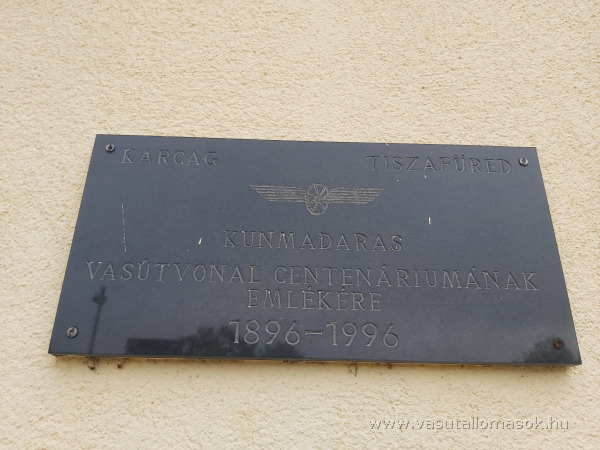 KARCAG TISZAFÜRED
KUNMADARAS
VASÚTVONAL CENTENÁRIUMÁNAK
EMLÉKÉRE
1896-1996
www.vasutallomasok.hu